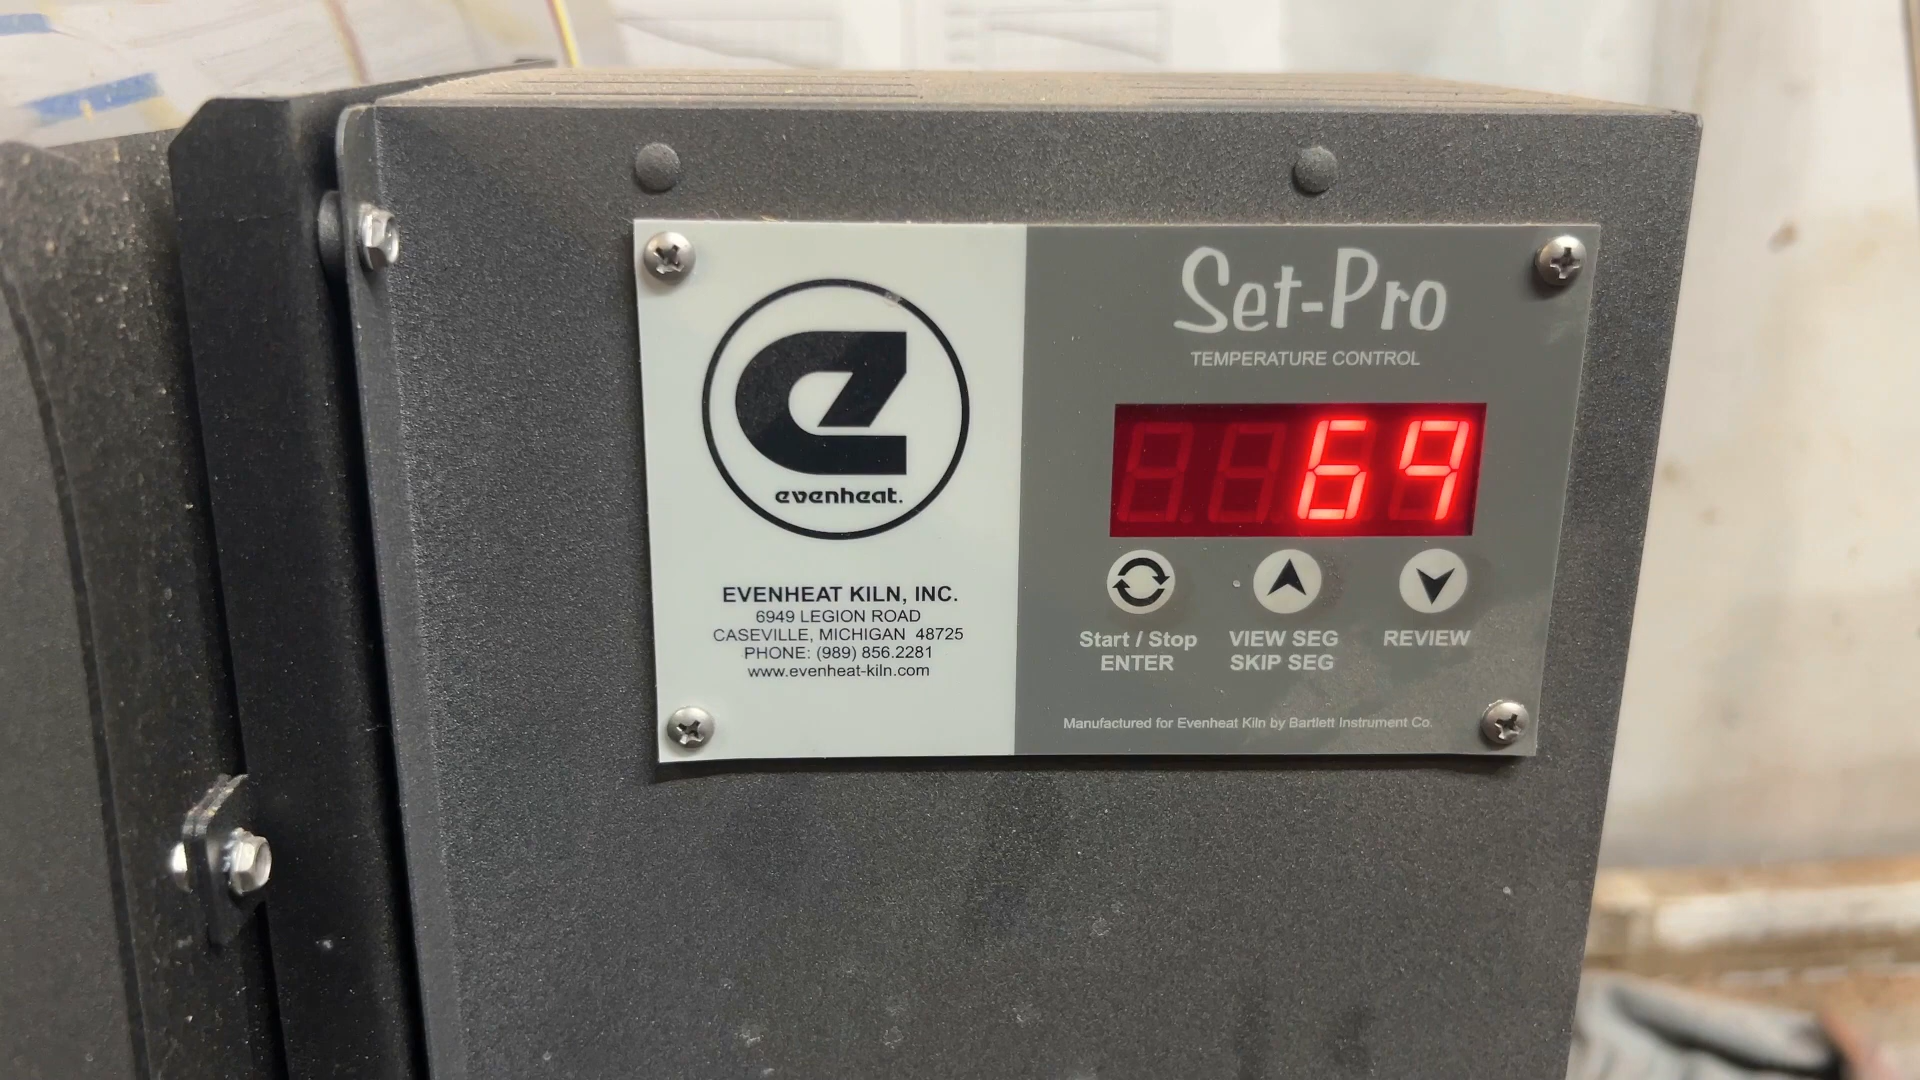 evenheat.
EVENHEAT KILN, INC.
6949 LEGION ROAD
CASEVILLE, MICHIGAN 48725
PHONE: (989) 856.2281
www.evenheat-kiln.com
Set-Pro
TEMPERATURE CONTROL
69
Start / Stop
ENTER
VIEW SEG
SKIP SEG
REVIEW
Manufactured for Evenheat Kiln by Bartlett Instrument Co.